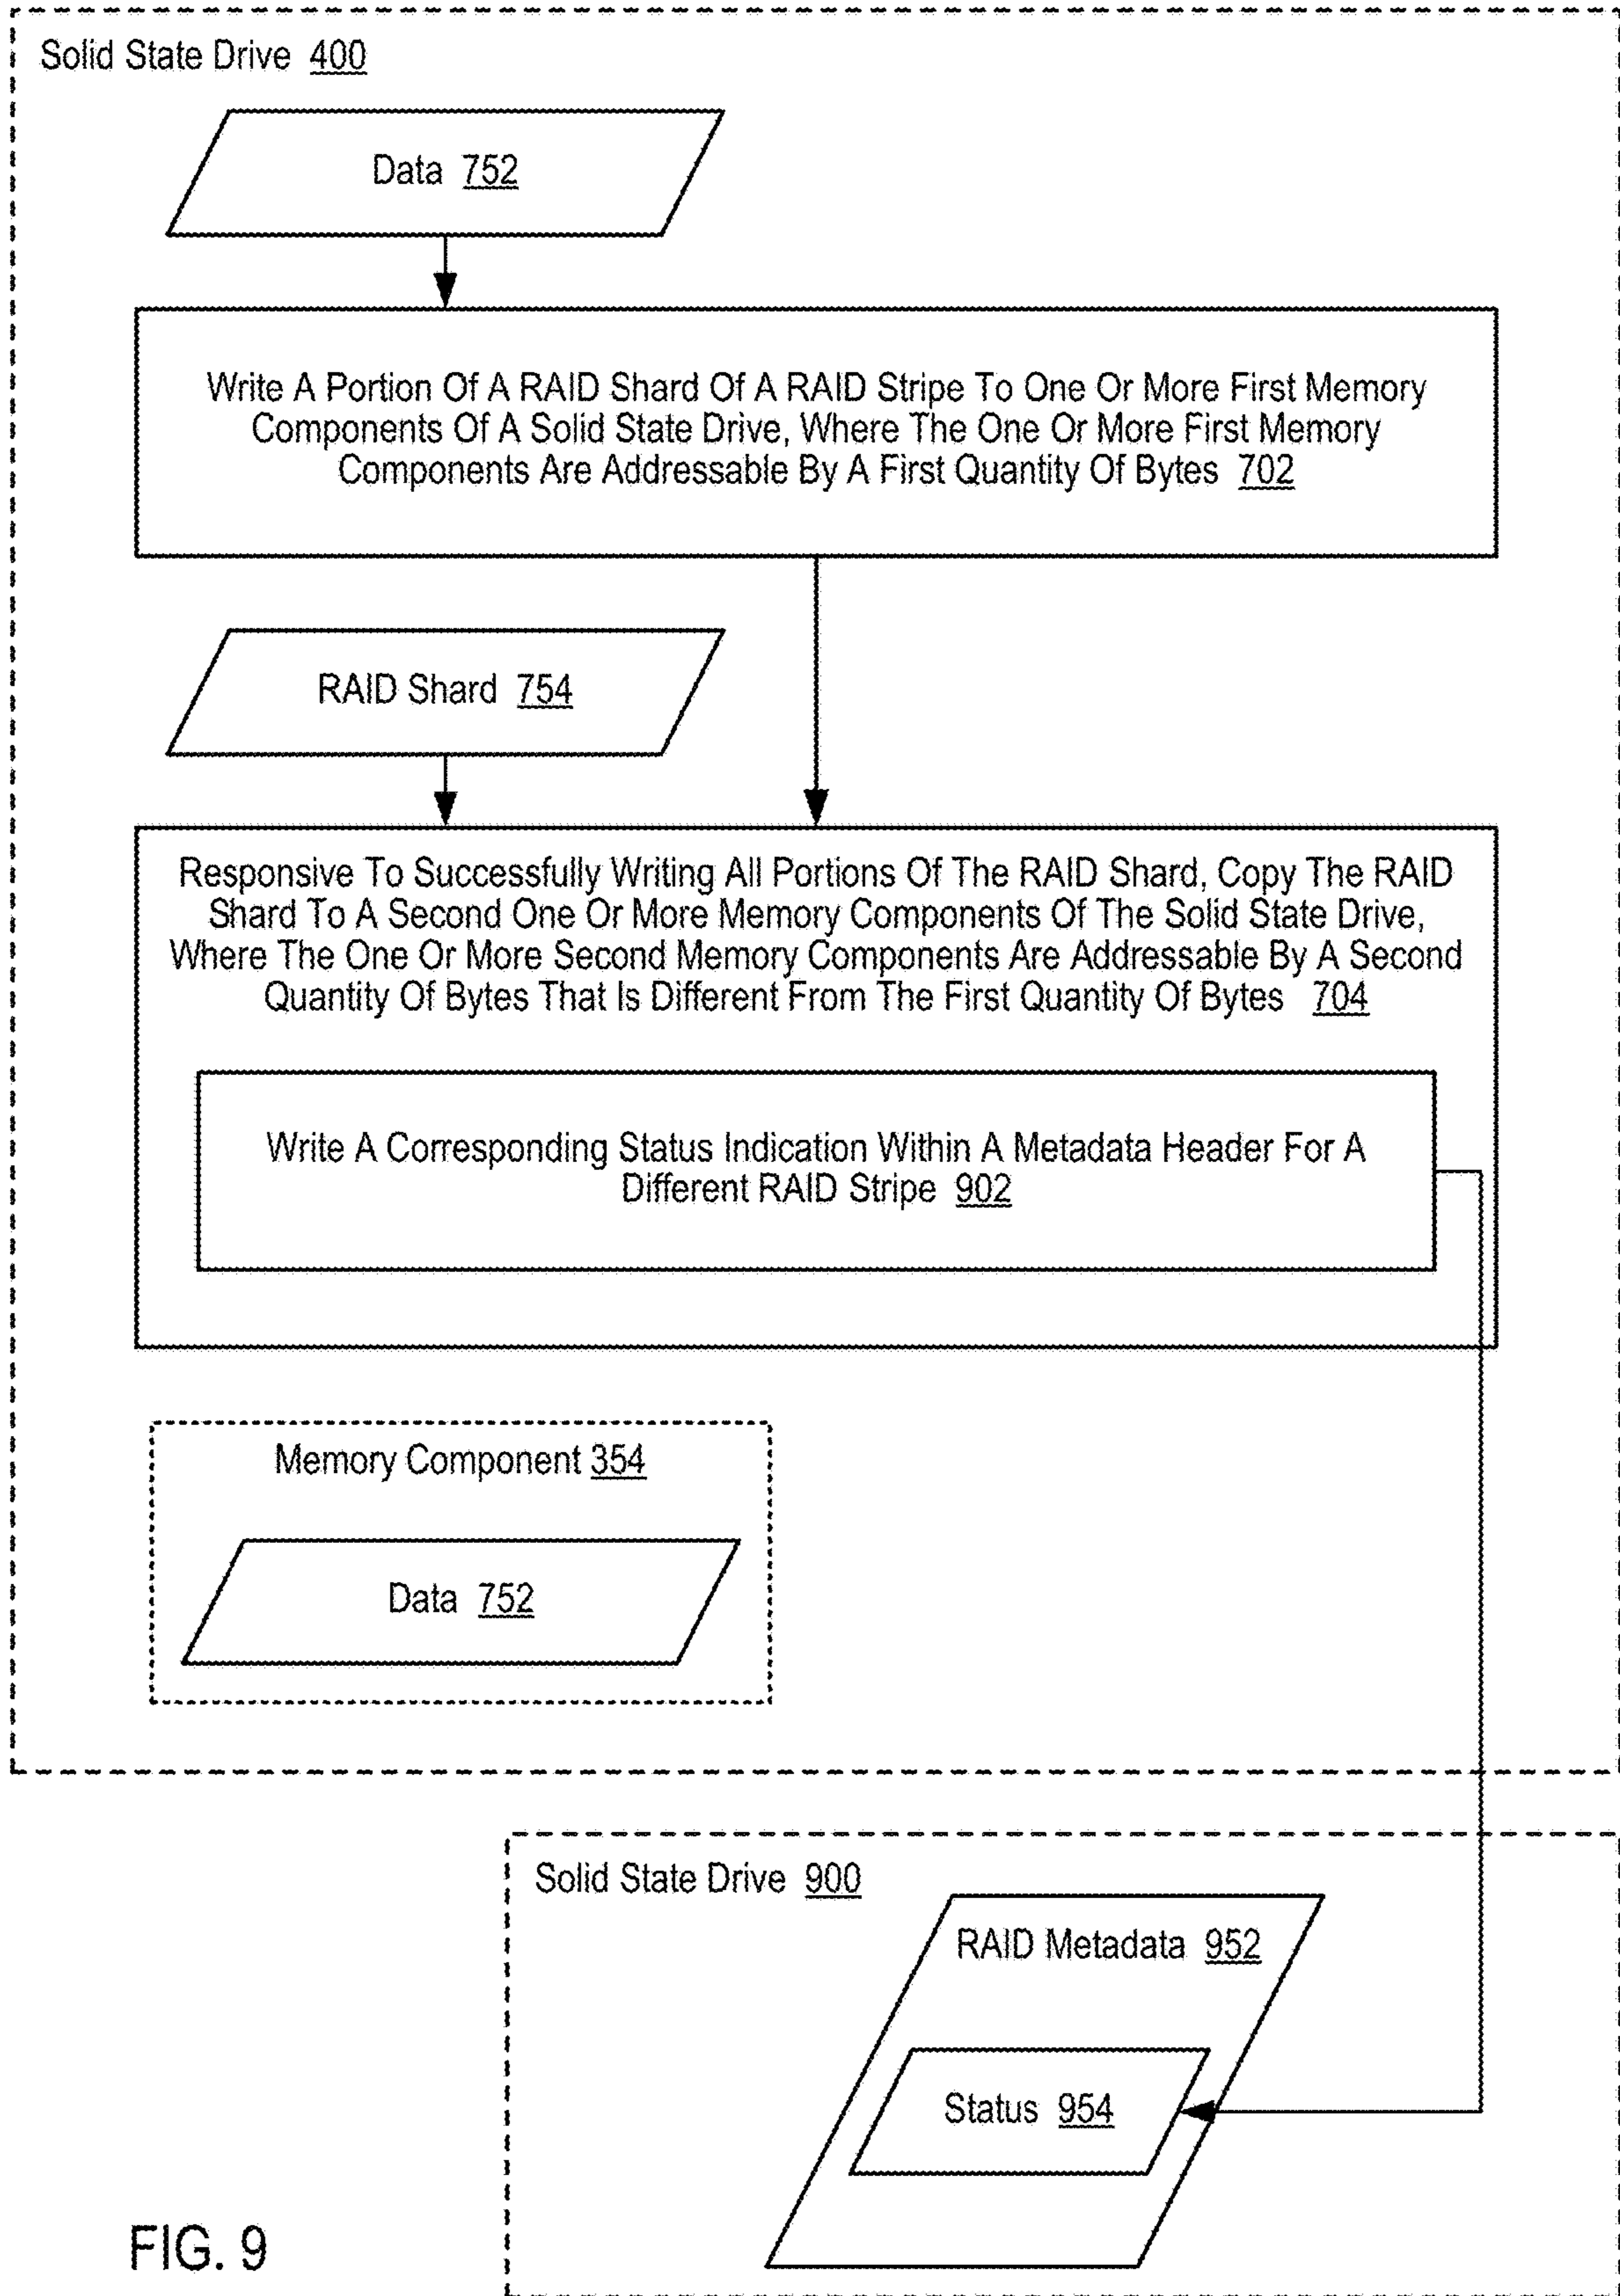 Solid State Drive 400
Data 752
Write A Portion Of A RAID Shard Of A RAID Stripe To One Or More First Memory
Components Of A Solid State Drive, Where The One Or More First Memory
Components Are Addressable By A First Quantity Of Bytes 702
RAID Shard 754
Responsive To Successfully Writing All Portions Of The RAID Shard, Copy The RAID
Shard To A Second One Or More Memory Components Of The Solid State Drive,
Where The One Or More Second Memory Components Are Addressable By A Second
Quantity Of Bytes That Is Different From The First Quantity Of Bytes 704
Write A Corresponding Status Indication Within A Metadata Header For A
Different RAID Stripe 902
Memory Component 354
Data 752
Solid State Drive 900
RAID Metadata 952
Status 954
FIG. 9